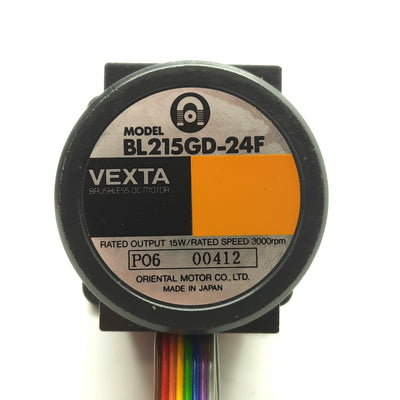 MODEL
BL215GD-24F
VEXTA
BRUSHLESS DC MOTOR
RATED OUTPUT 15W/RATED SPEED 3000rpm
P06 00412
ORIENTAL MOTOR CO., LTD.
MADE IN JAPAN